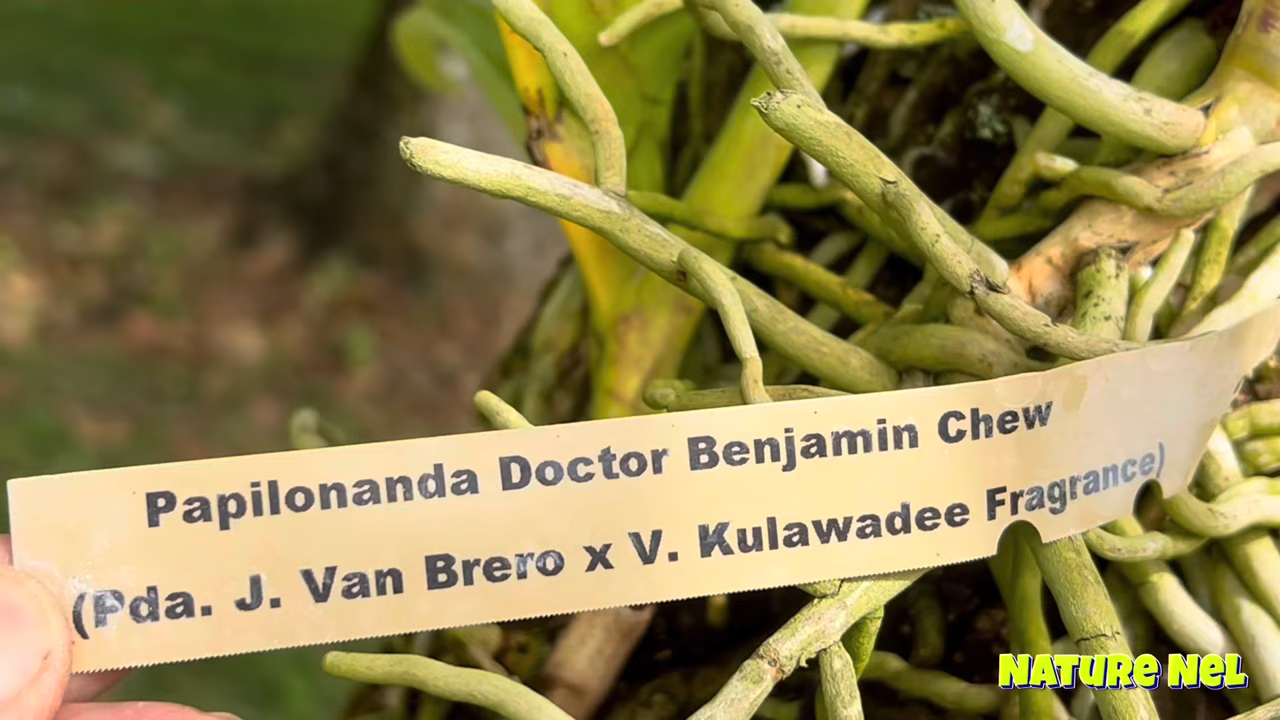 Papilonanda Doctor Benjamin Chew
(Pda. J. Van Brero x V. Kulawadee Fragrance)
Nature Nel